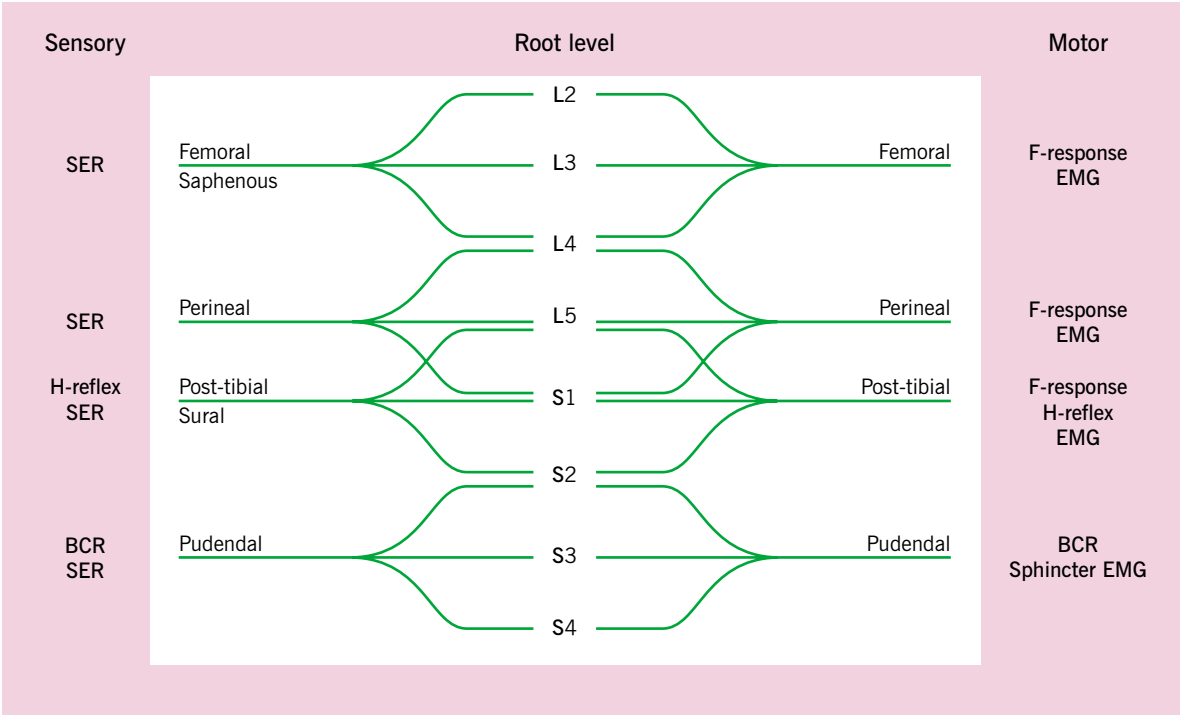 Sensory Root level Motor
L2
SER Femoral L3 Femoral F-response
Saphenous EMG
L4
SER Perineal L5 Perineal F-response
EMG
H-reflex Post-tibial S1 Post-tibial F-response
SER Sural H-reflex
EMG
S2
BCR Pudendal S3 Pudendal BCR
SER Sphincter EMG
S4